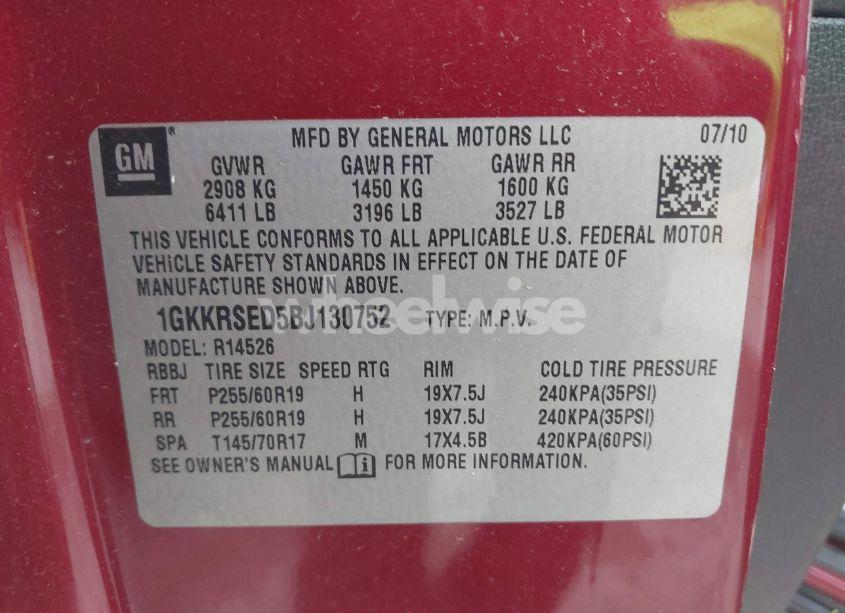 GM® MFD BY GENERAL MOTORS LLC 07/10
GVWR GAWR FRT GAWR RR
2908 KG 1450 KG 1600 KG
6411 LB 3196 LB 3527 LB
THIS VEHICLE CONFORMS TO ALL APPLICABLE U.S. FEDERAL MOTOR
VEHICLE SAFETY STANDARDS IN EFFECT ON THE DATE OF
MANUFACTURE SHOWN ABOVE.
wheelwise
1GKKRSED5BJ130752 TYPE: M.P.V.
MODEL: R14526
RBBJ TIRE SIZE SPEED RTG RIM COLD TIRE PRESSURE
FRT P255/60R19 H 19X7.5J 240KPA(35PSI)
RR P255/60R19 H 19X7.5J 240KPA(35PSI)
SPA T145/70R17 M 17X4.5B 420KPA(60PSI)
SEE OWNER'S MANUAL i FOR MORE INFORMATION.